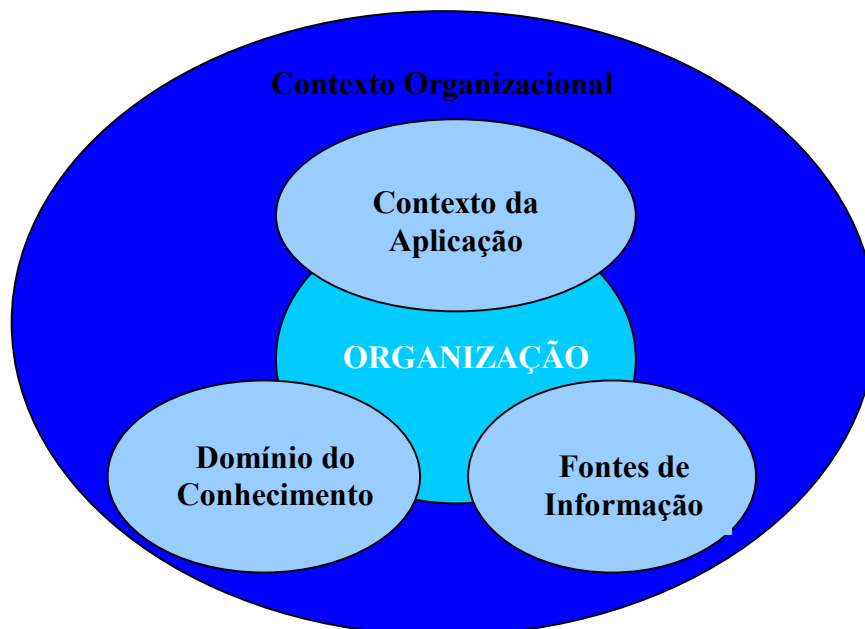 Contexto Organizacional
Contexto da
Aplicação
ORGANIZAÇÃO
Domínio do
Conhecimento
Fontes de
Informação